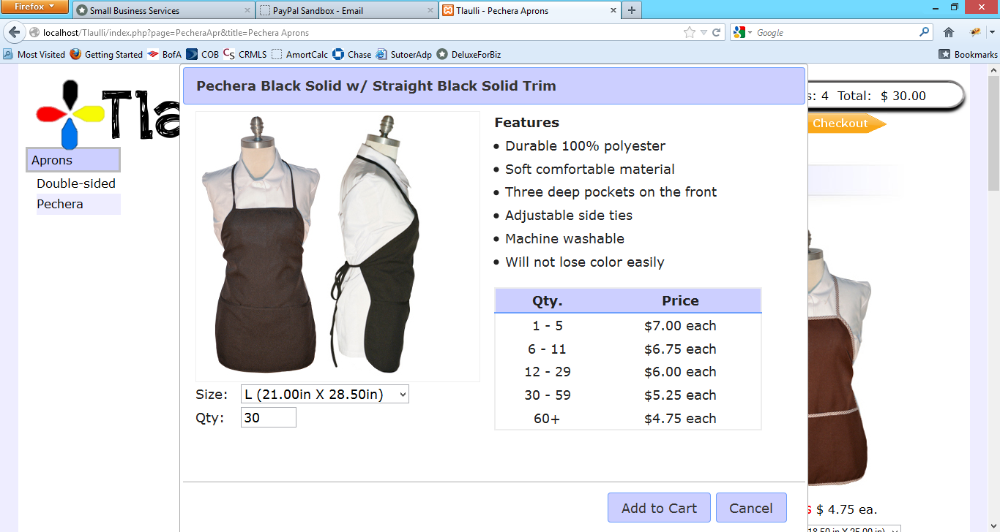 Firefox
Small Business Services
PayPal Sandbox - Email
Tlaulli - Pechera Aprons
localhost/Tlaulli/index.php?page=PecheraApr&title=Pechera Aprons
Google
Most Visited Getting Started BofA COB CRMLS AmortCalc Chase SutoerAdp DeluxeForBiz Bookmarks
Tla
s: 4 Total: $ 30.00
Checkout
Aprons
Double-sided
Pechera
Pechera Black Solid w/ Straight Black Solid Trim
Features
• Durable 100% polyester
• Soft comfortable material
• Three deep pockets on the front
• Adjustable side ties
• Machine washable
• Will not lose color easily
Qty. Price
1 - 5 $7.00 each
6 - 11 $6.75 each
12 - 29 $6.00 each
30 - 59 $5.25 each
60+ $4.75 each
Size: L (21.00in X 28.50in)
Qty: 30
Add to Cart Cancel
s $ 4.75 ea.
(18.50 in X 25.00 in)